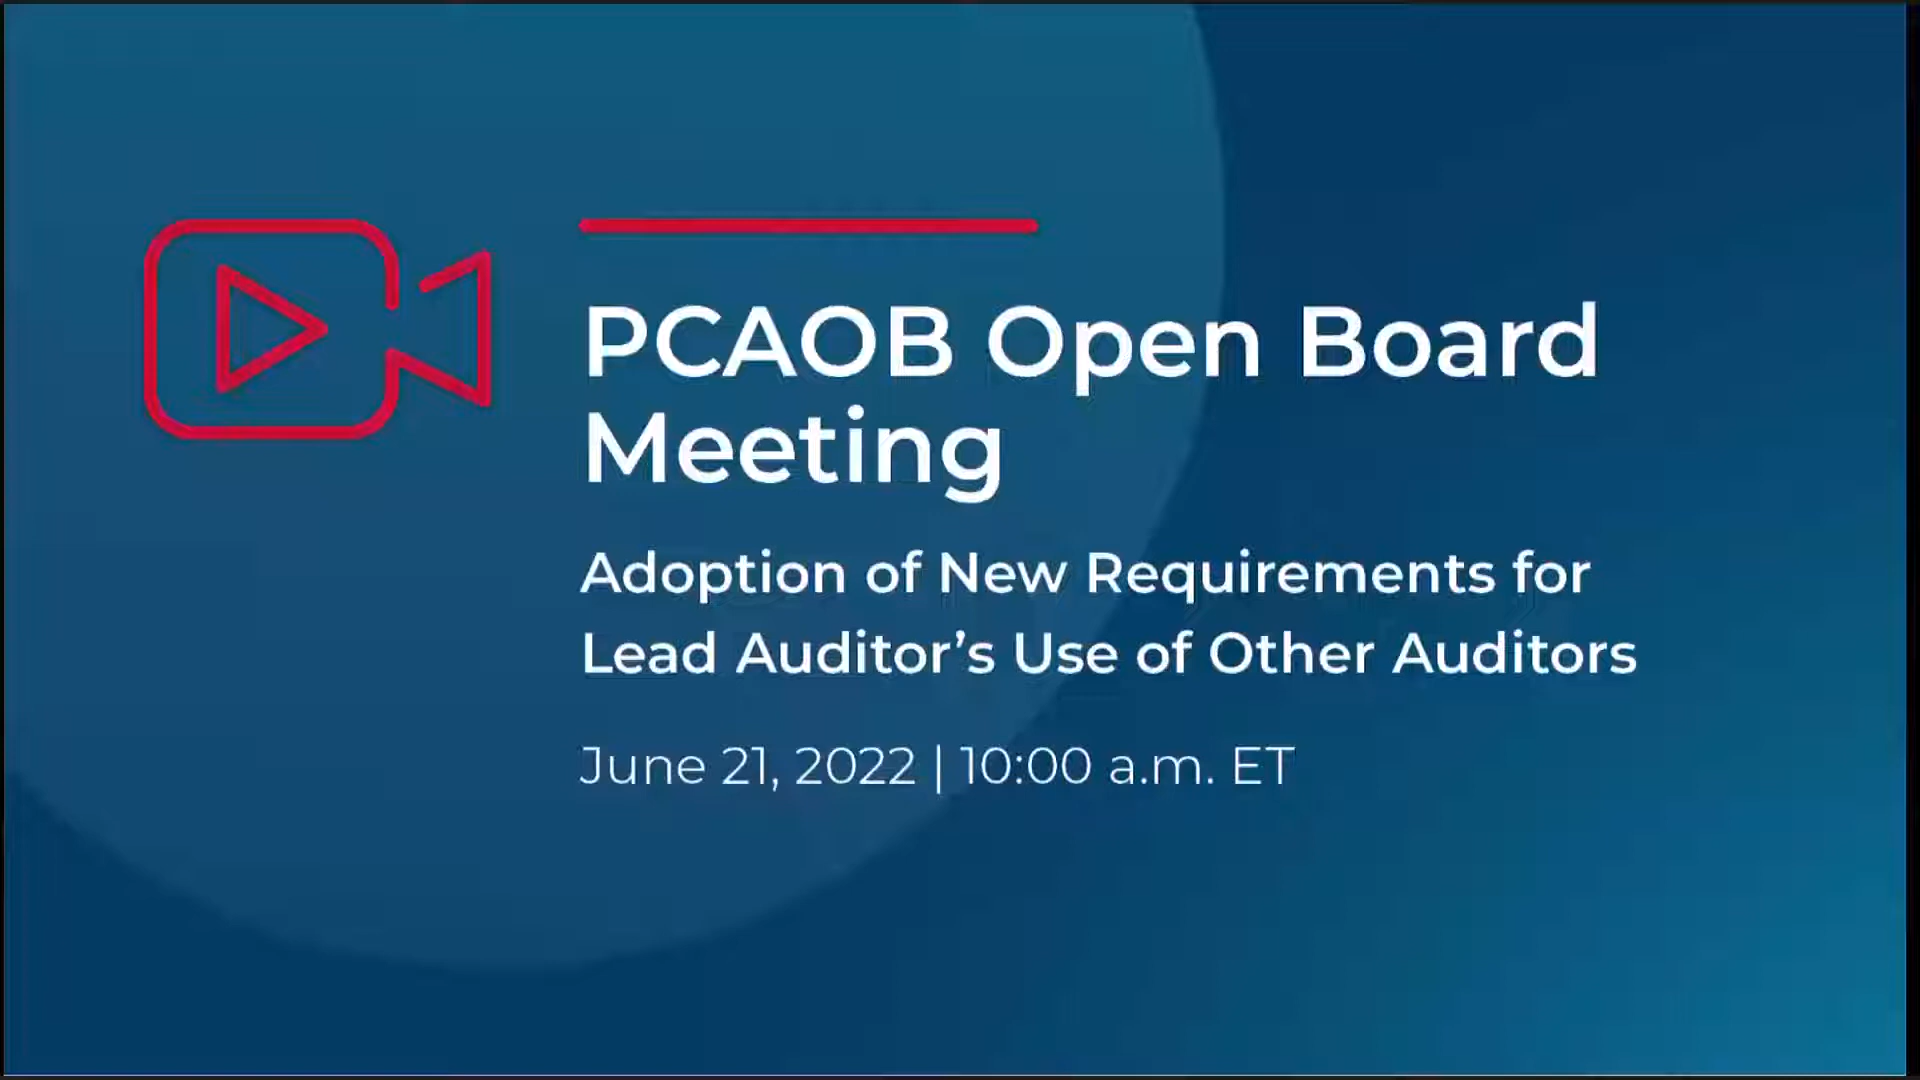 PCAOB Open Board
Meeting
Adoption of New Requirements for
Lead Auditor’s Use of Other Auditors
June 21, 2022 | 10:00 a.m. ET